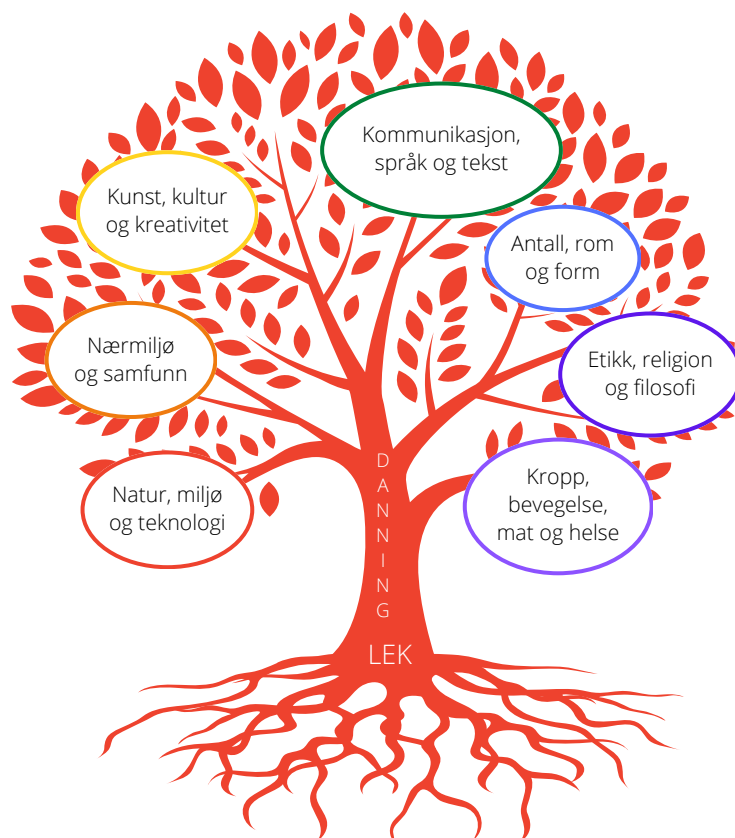 Kommunikasjon,
språk og tekst
Kunst, kultur
og kreativitet
Antall, rom
og form
Nærmiljø
og samfunn
Etikk, religion
og filosofi
Natur, miljø
og teknologi
Kropp,
bevegelse,
mat og helse
DANNING
LEK